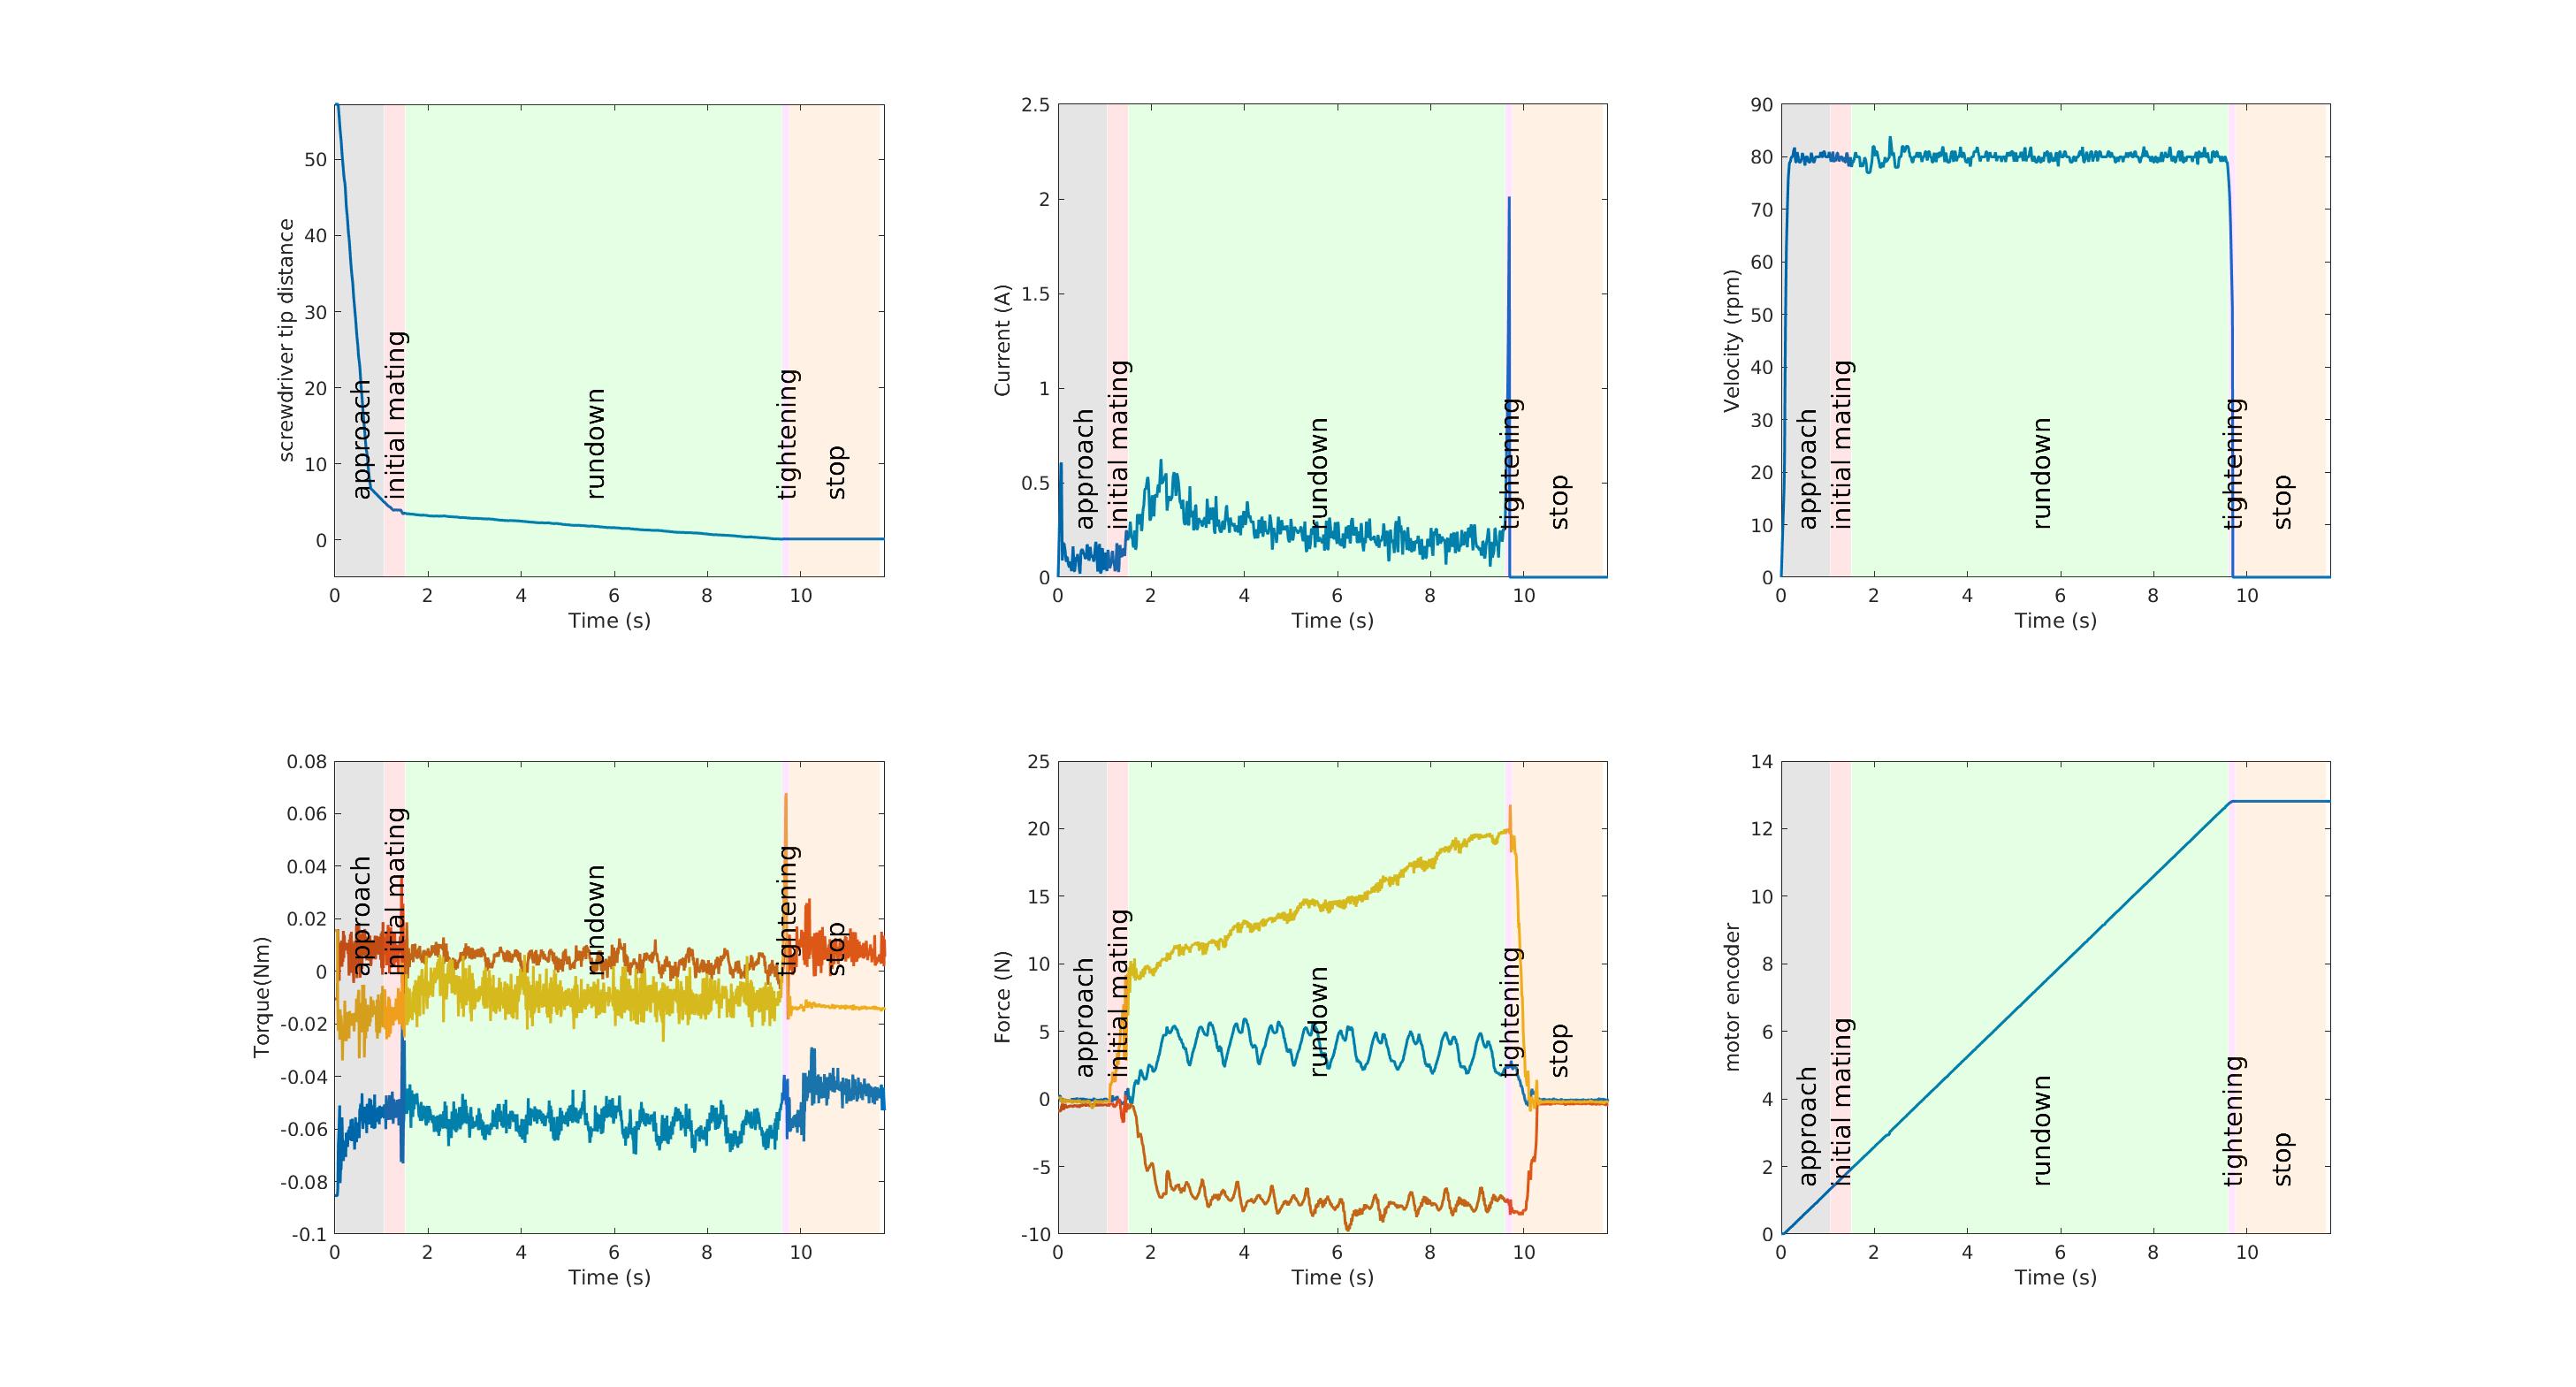 screwdriver tip distance
50
40
30
20
10
0
approach
initial mating
rundown
tightening
stop
0 2 4 6 8 10
Time (s)
Current (A)
2.5
2
1.5
1
0.5
0
approach
initial mating
rundown
tightening
stop
0 2 4 6 8 10
Time (s)
Velocity (rpm)
90
80
70
60
50
40
30
20
10
0
approach
initial mating
rundown
tightening
stop
0 2 4 6 8 10
Time (s)
Torque(Nm)
0.08
0.06
0.04
0.02
0
-0.02
-0.04
-0.06
-0.08
-0.1
approach
initial mating
rundown
tightening
stop
0 2 4 6 8 10
Time (s)
Force (N)
25
20
15
10
5
0
-5
-10
approach
initial mating
rundown
tightening
stop
0 2 4 6 8 10
Time (s)
motor encoder
14
12
10
8
6
4
2
0
approach
initial mating
rundown
tightening
stop
0 2 4 6 8 10
Time (s)